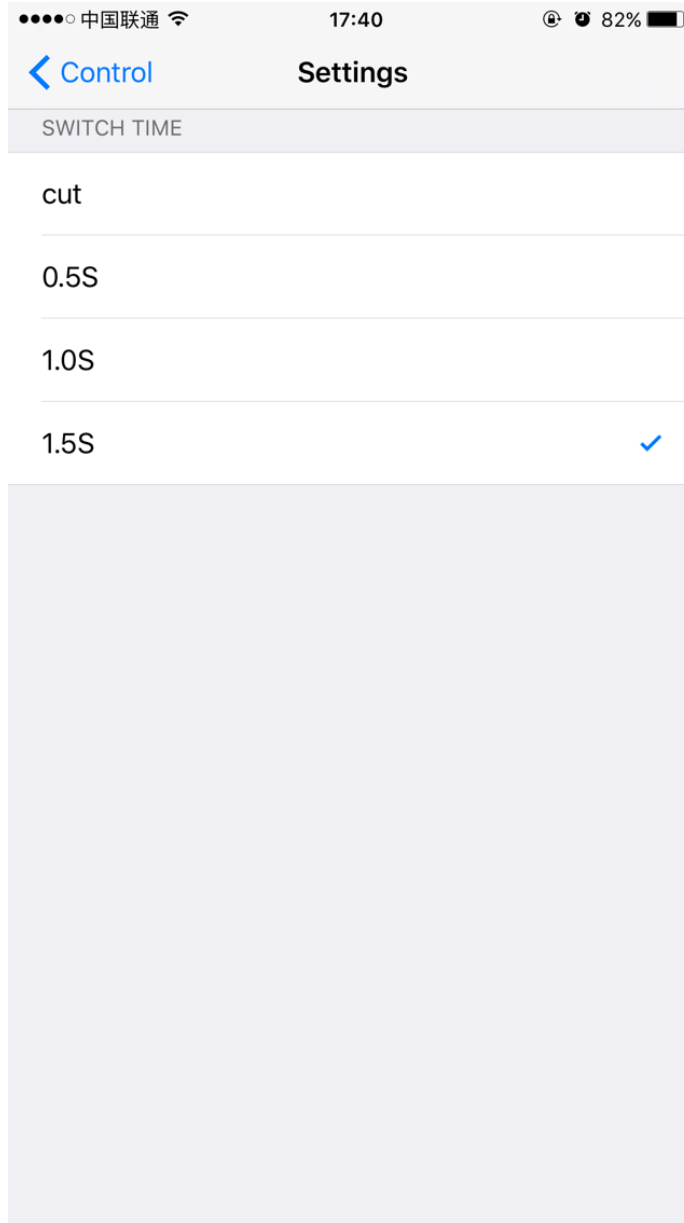 中国联通 17:40 82%
Control Settings
SWITCH TIME
cut
0.5S
1.0S
1.5S